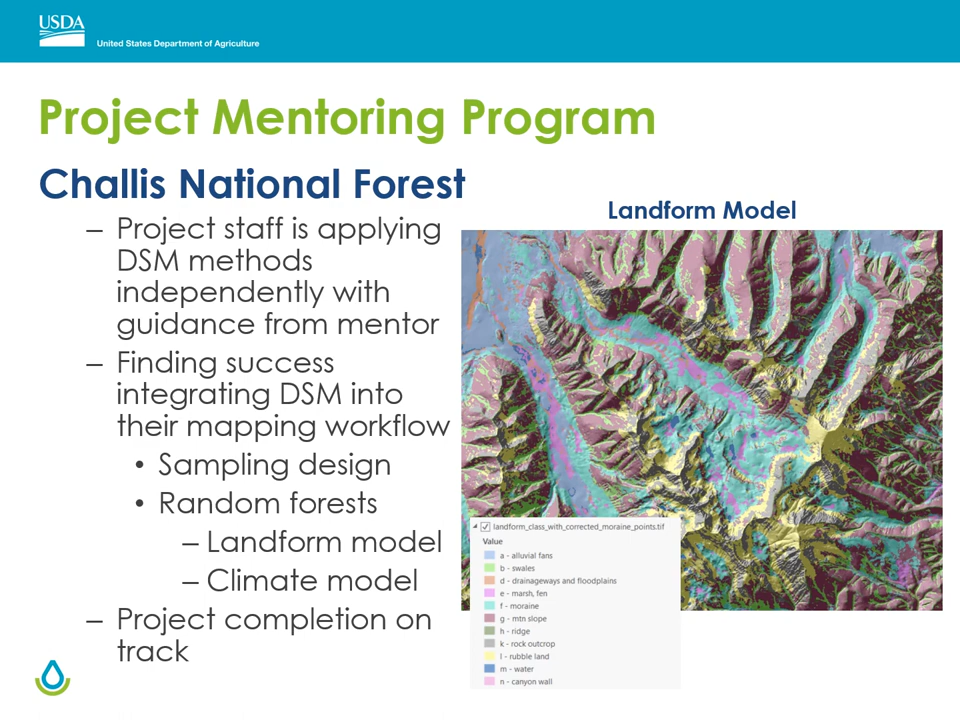 USDA
United States Department of Agriculture
Project Mentoring Program
Challis National Forest
– Project staff is applying
DSM methods
independently with
guidance from mentor
– Finding success
integrating DSM into
their mapping workflow
• Sampling design
• Random forests
– Landform model
– Climate model
– Project completion on
track
Landform Model
landform_class_with_corrected_moraine_points.tif
Value
a - alluvial fans
b - swales
d - drainageways and floodplains
e - marsh, fen
f - moraine
g - mtn slope
h - ridge
k - rock outcrop
l - rubble land
m - water
n - canyon wall